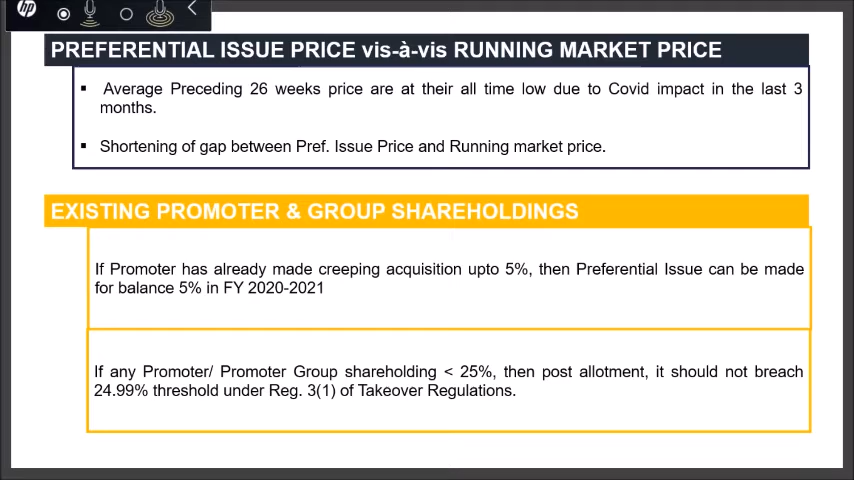 hp
PREFERENTIAL ISSUE PRICE vis-à-vis RUNNING MARKET PRICE
▪ Average Preceding 26 weeks price are at their all time low due to Covid impact in the last 3
months.
▪ Shortening of gap between Pref. Issue Price and Running market price.
EXISTING PROMOTER & GROUP SHAREHOLDINGS
If Promoter has already made creeping acquisition upto 5%, then Preferential Issue can be made
for balance 5% in FY 2020-2021
If any Promoter/ Promoter Group shareholding < 25%, then post allotment, it should not breach
24.99% threshold under Reg. 3(1) of Takeover Regulations.